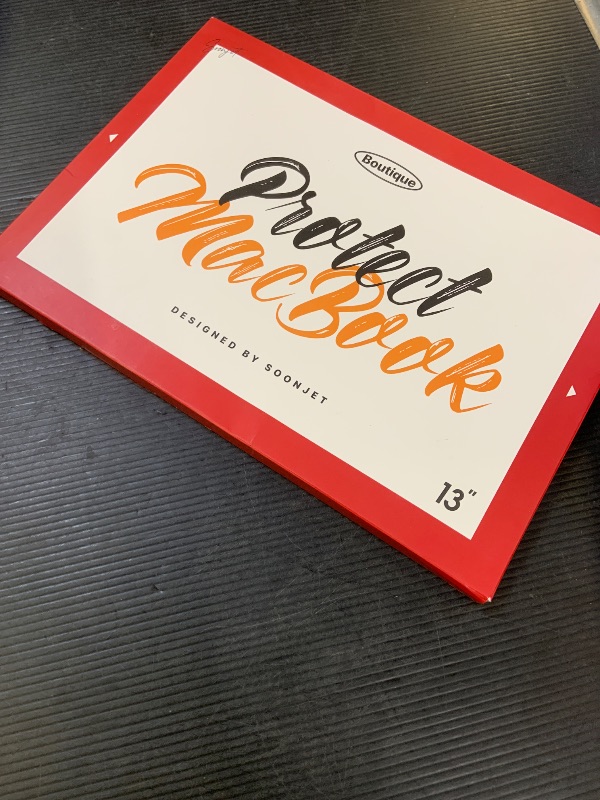 Boutique
Protect
MacBook
DESIGNED BY SOONJET
13"